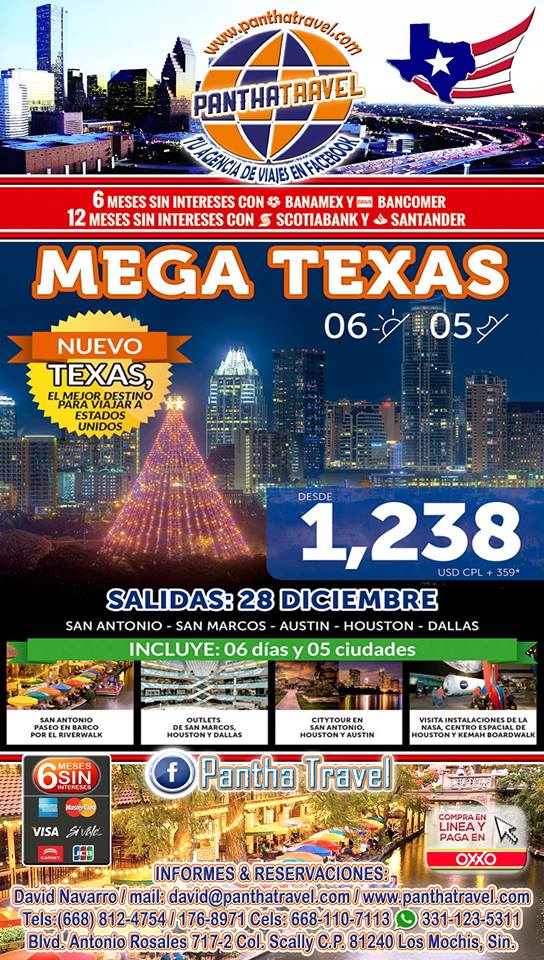 www.panthatravel.com
PANTHATRAVEL
TU AGENCIA DE VIAJES EN FACEBOOK
6 MESES SIN INTERESES CON BANAMEX Y BBVA BANCOMER
12 MESES SIN INTERESES CON SCOTIABANK Y SANTANDER
MEGA TEXAS
06 05
NUEVO
TEXAS,
EL MEJOR DESTINO
PARA VIAJAR A
ESTADOS
UNIDOS
DESDE
1,238
USD CPL + 359*
SALIDAS: 28 DICIEMBRE
SAN ANTONIO - SAN MARCOS - AUSTIN - HOUSTON - DALLAS
INCLUYE: 06 días y 05 ciudades
SAN ANTONIO
PASEO EN BARCO
POR EL RIVERWALK
OUTLETS
DE SAN MARCOS,
HOUSTON Y DALLAS
CITYTOUR EN
SAN ANTONIO,
HOUSTON Y AUSTIN
VISITA INSTALACIONES DE LA
NASA, CENTRO ESPACIAL DE
HOUSTON Y KEMAH BOARDWALK
6 MESES
SIN
INTERESES
MasterCard
VISA Sí Vale
CARNET JCB
f Pantha Travel
COMPRA EN
LINEA Y
PAGA EN
OXXO
INFORMES & RESERVACIONES:
David Navarro / mail: david@panthatravel.com / www.panthatravel.com
Tels:(668) 812-4754 / 176-8971 Cels: 668-110-7113 331-123-5311
Blvd. Antonio Rosales 717-2 Col. Scally C.P. 81240 Los Mochis, Sin.